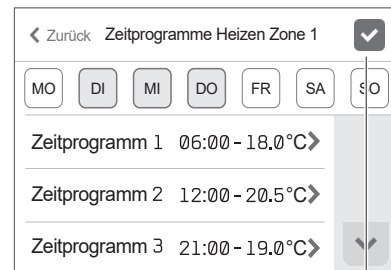 Zurück Zeitprogramme Heizen Zone 1
MO DI MI DO FR SA SO
Zeitprogramm 1 06:00 - 18.0°C
Zeitprogramm 2 12:00 - 20.5°C
Zeitprogramm 3 21:00 - 19.0°C